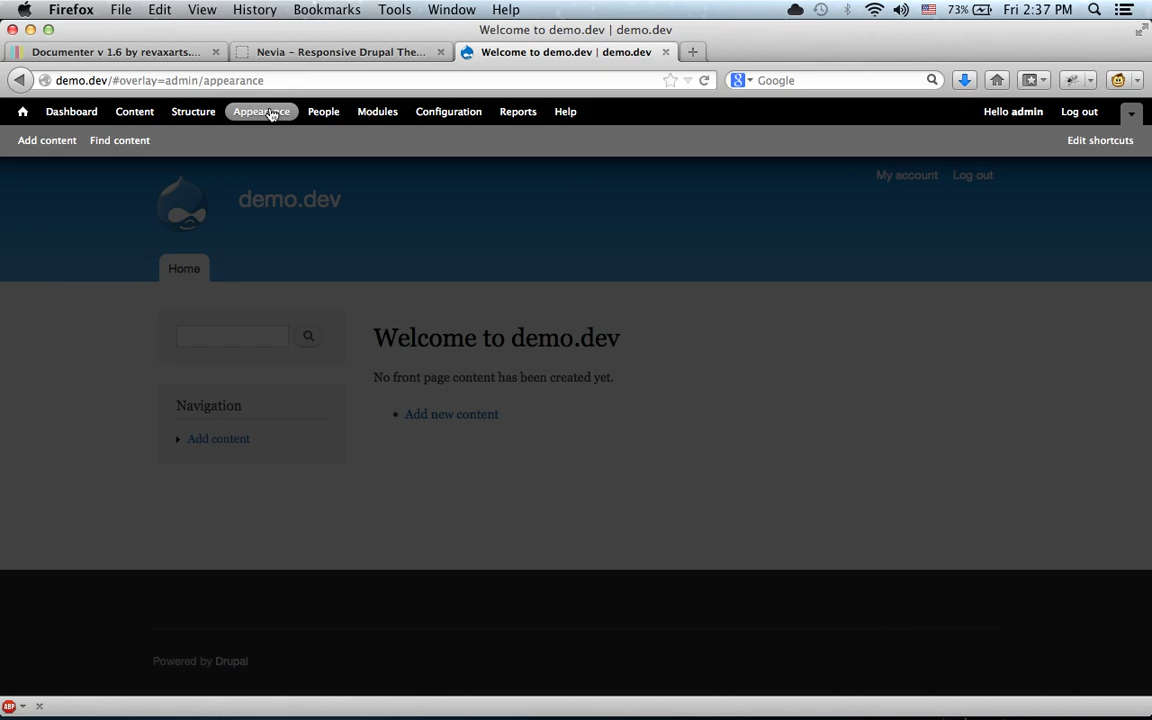 Firefox File Edit View History Bookmarks Tools Window Help 73% Fri 2:37 PM
Welcome to demo.dev | demo.dev
Documenter v 1.6 by revaxarts.... Nevia – Responsive Drupal The... Welcome to demo.dev | demo.dev
demo.dev/#overlay=admin/appearance Google
Dashboard Content Structure Appearance People Modules Configuration Reports Help Hello admin Log out
Add content Find content Edit shortcuts
My account Log out
demo.dev
Home
Welcome to demo.dev
No front page content has been created yet.
Navigation
Add new content
Add content
Powered by Drupal
ABP